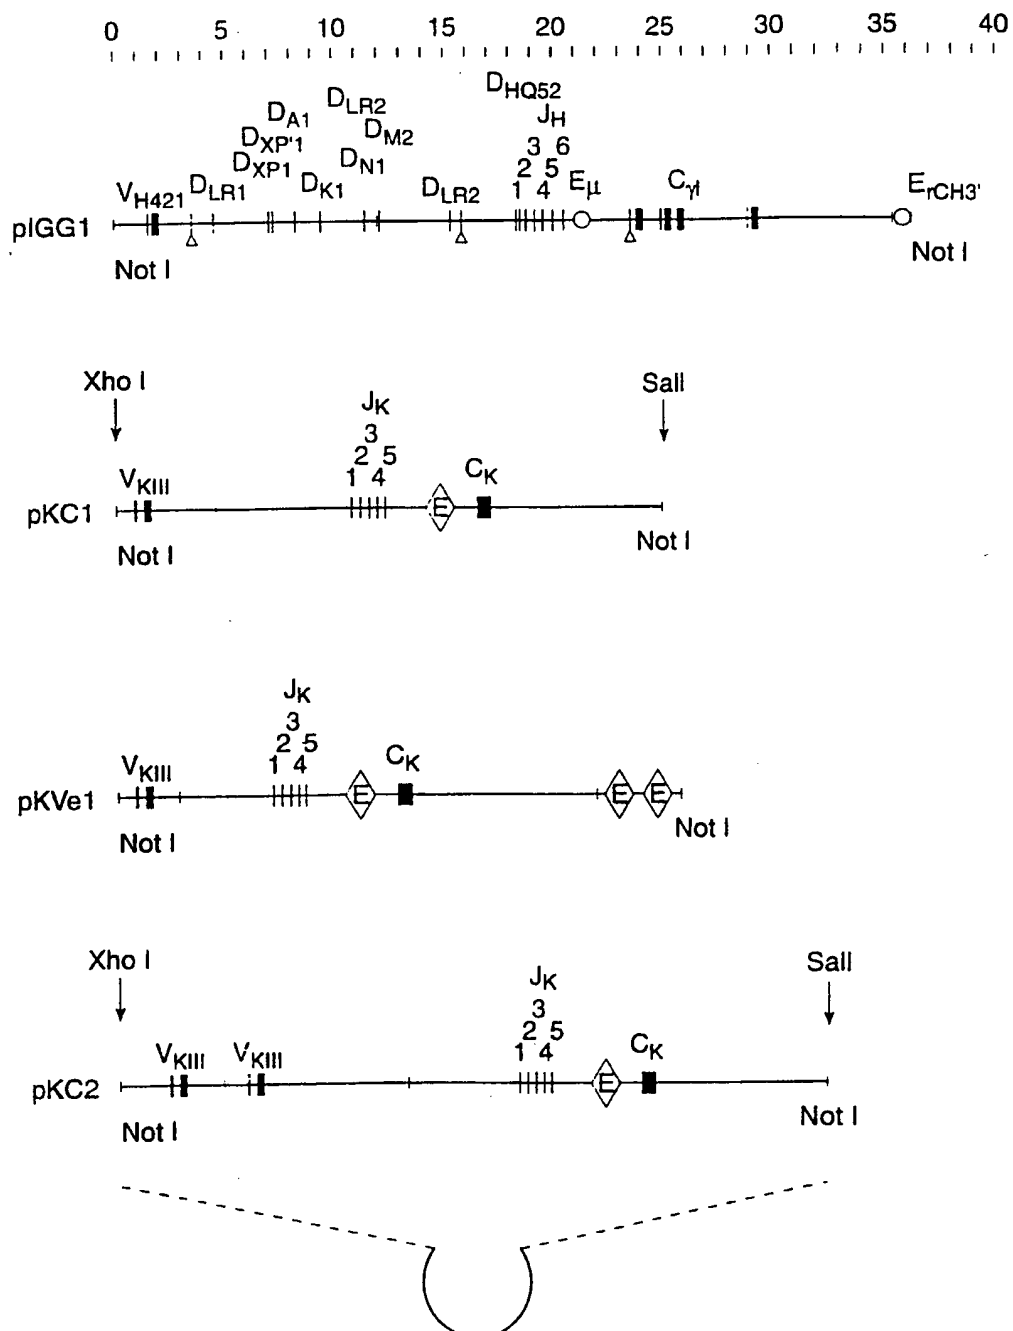 0 5 10 15 20 25 30 35 40
DHQ52
DLR2
DA1
JH
DM2
DXP'1
3 6
DN1
DXP1
2 5
DLR1
DK1
DLR2
1 4
Eμ
CγI
ErCH3'
VH421
pIGG1
Not I
Not I
Xho I
SalI
JK
3
2 5
1 4
VKIII
CK
E
pKC1
Not I
Not I
JK
3
2 5
1 4
VKIII
CK
pKVe1
E
E
E
Not I
Not I
Xho I
SalI
JK
3
2 5
1 4
VKIII
VKIII
CK
pKC2
E
Not I
Not I